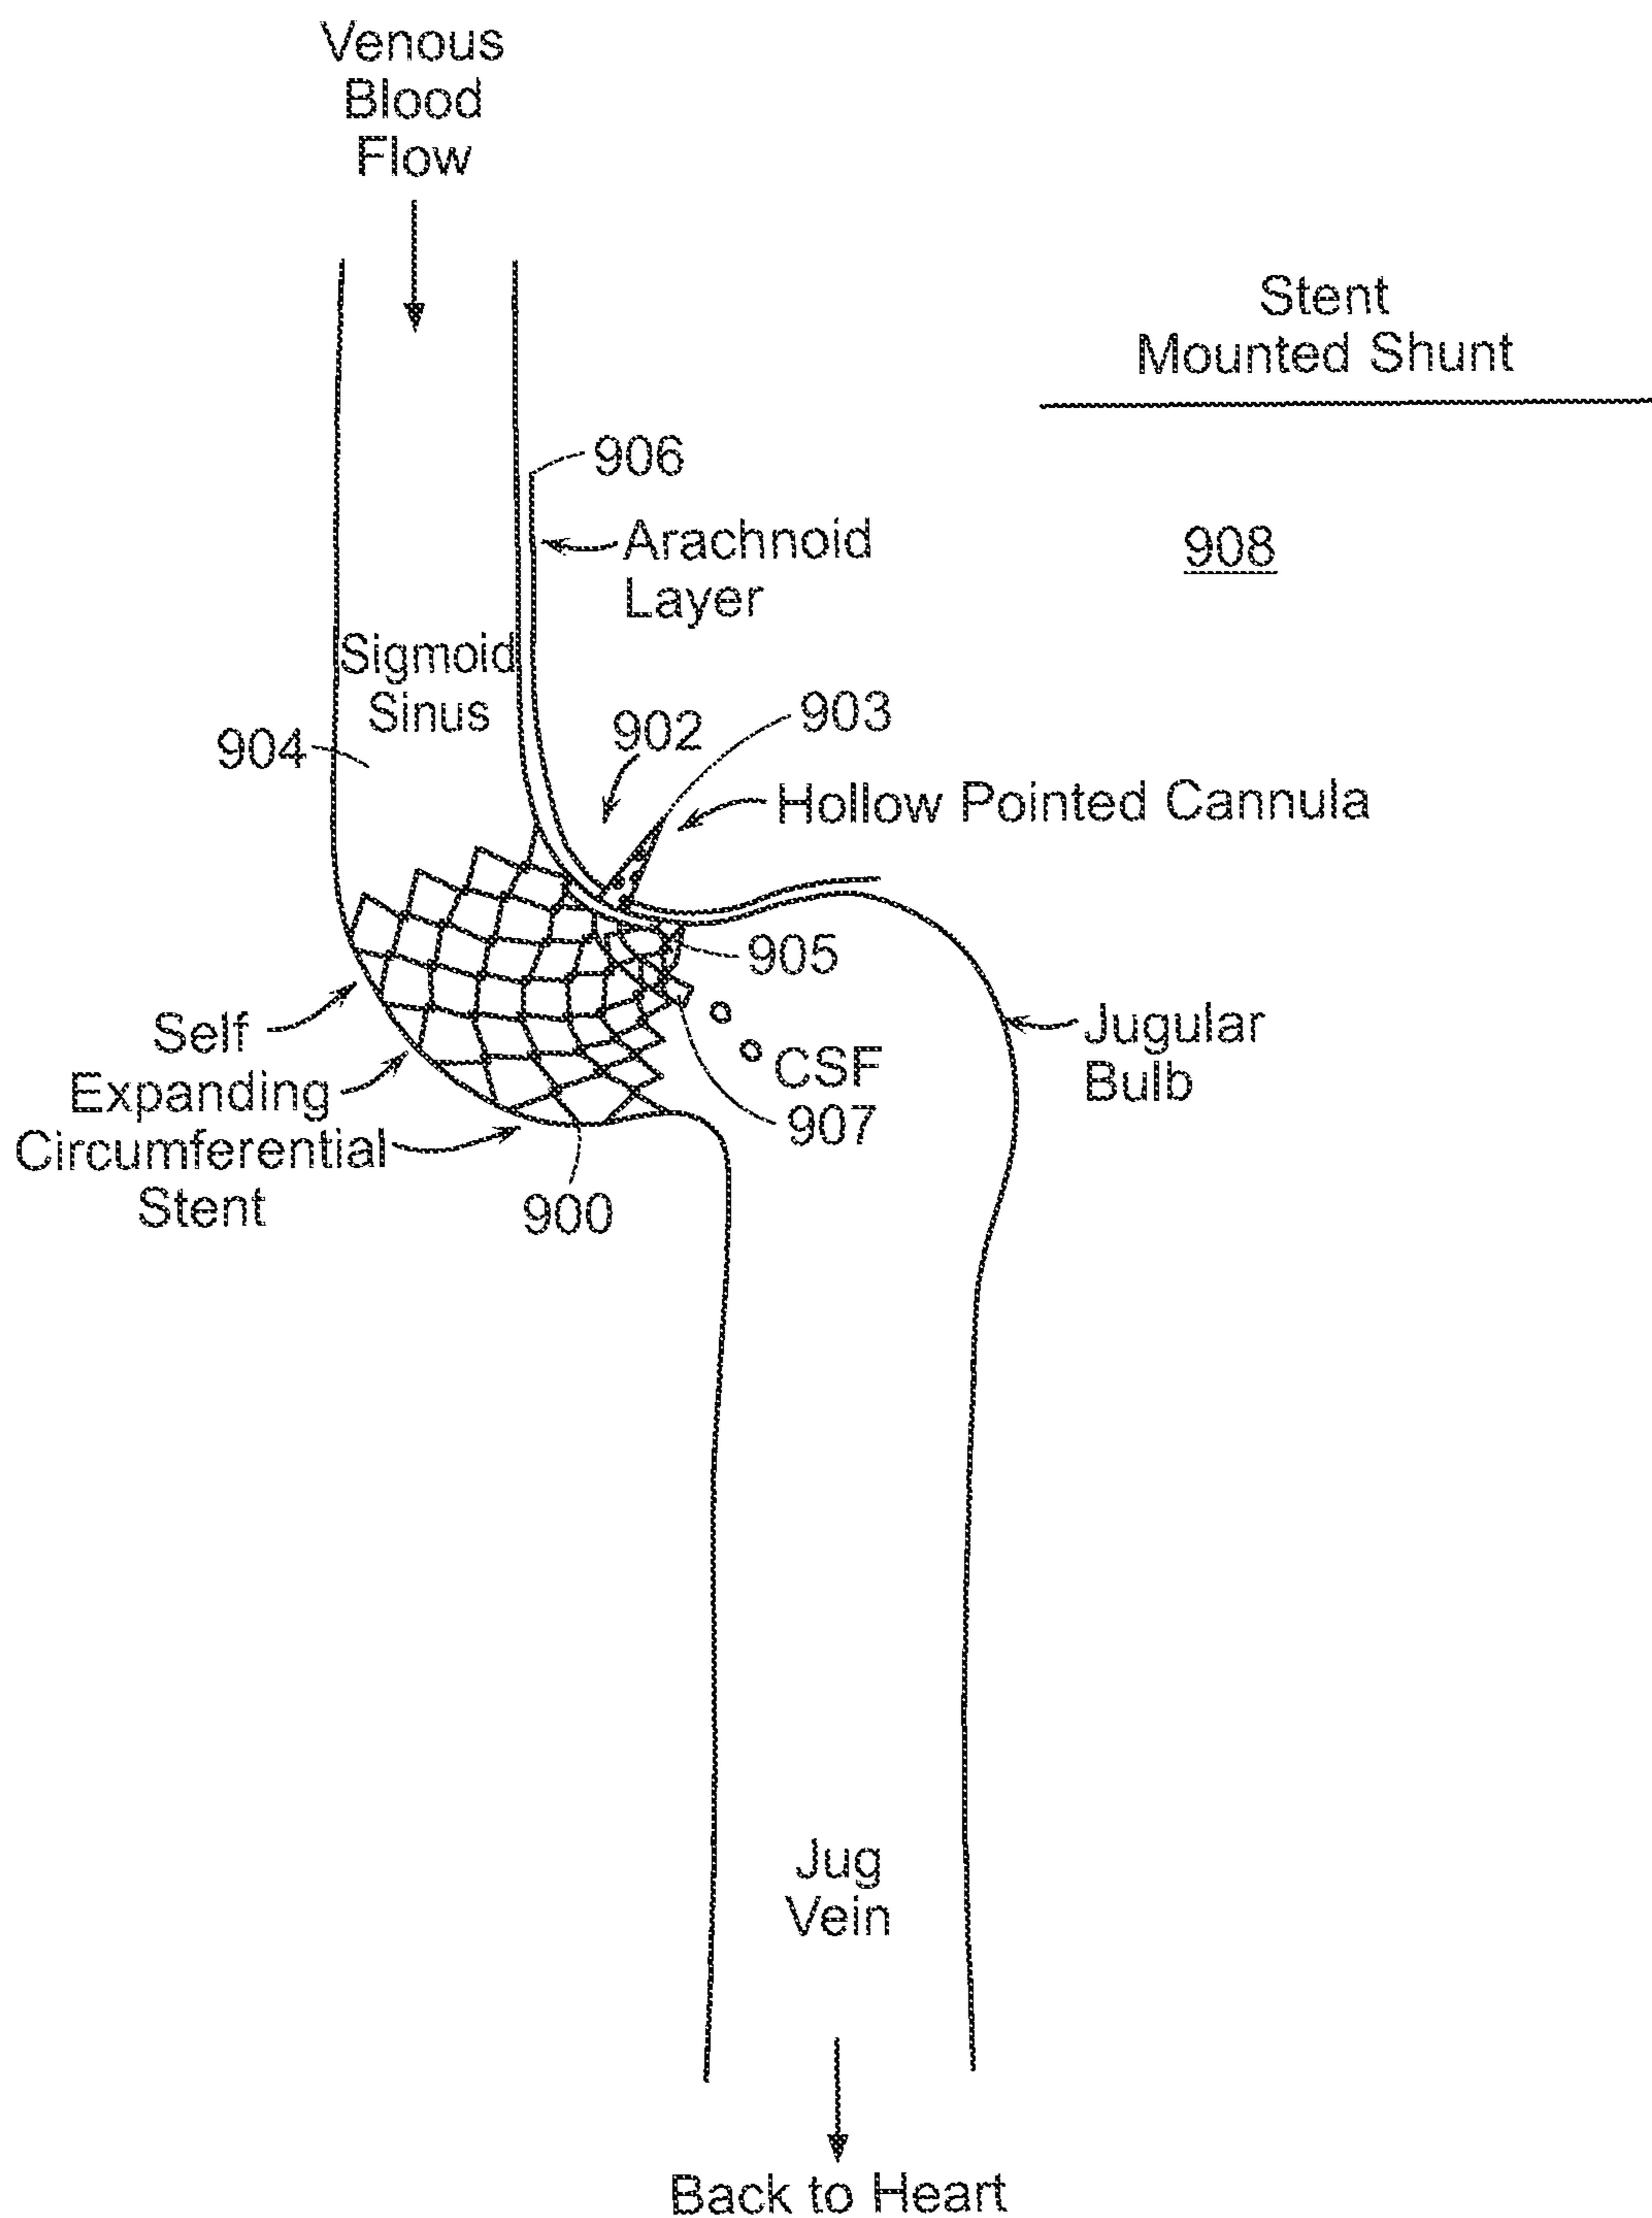 Venous
Blood
Flow
Stent
Mounted Shunt
906
908
Arachnoid
Layer
Sigmoid
Sinus
903
902
904
Hollow Pointed Cannula
905
Self
Expanding
Circumferential
Stent
Jugular
Bulb
CSF
907
900
Jug
Vein
Back to Heart